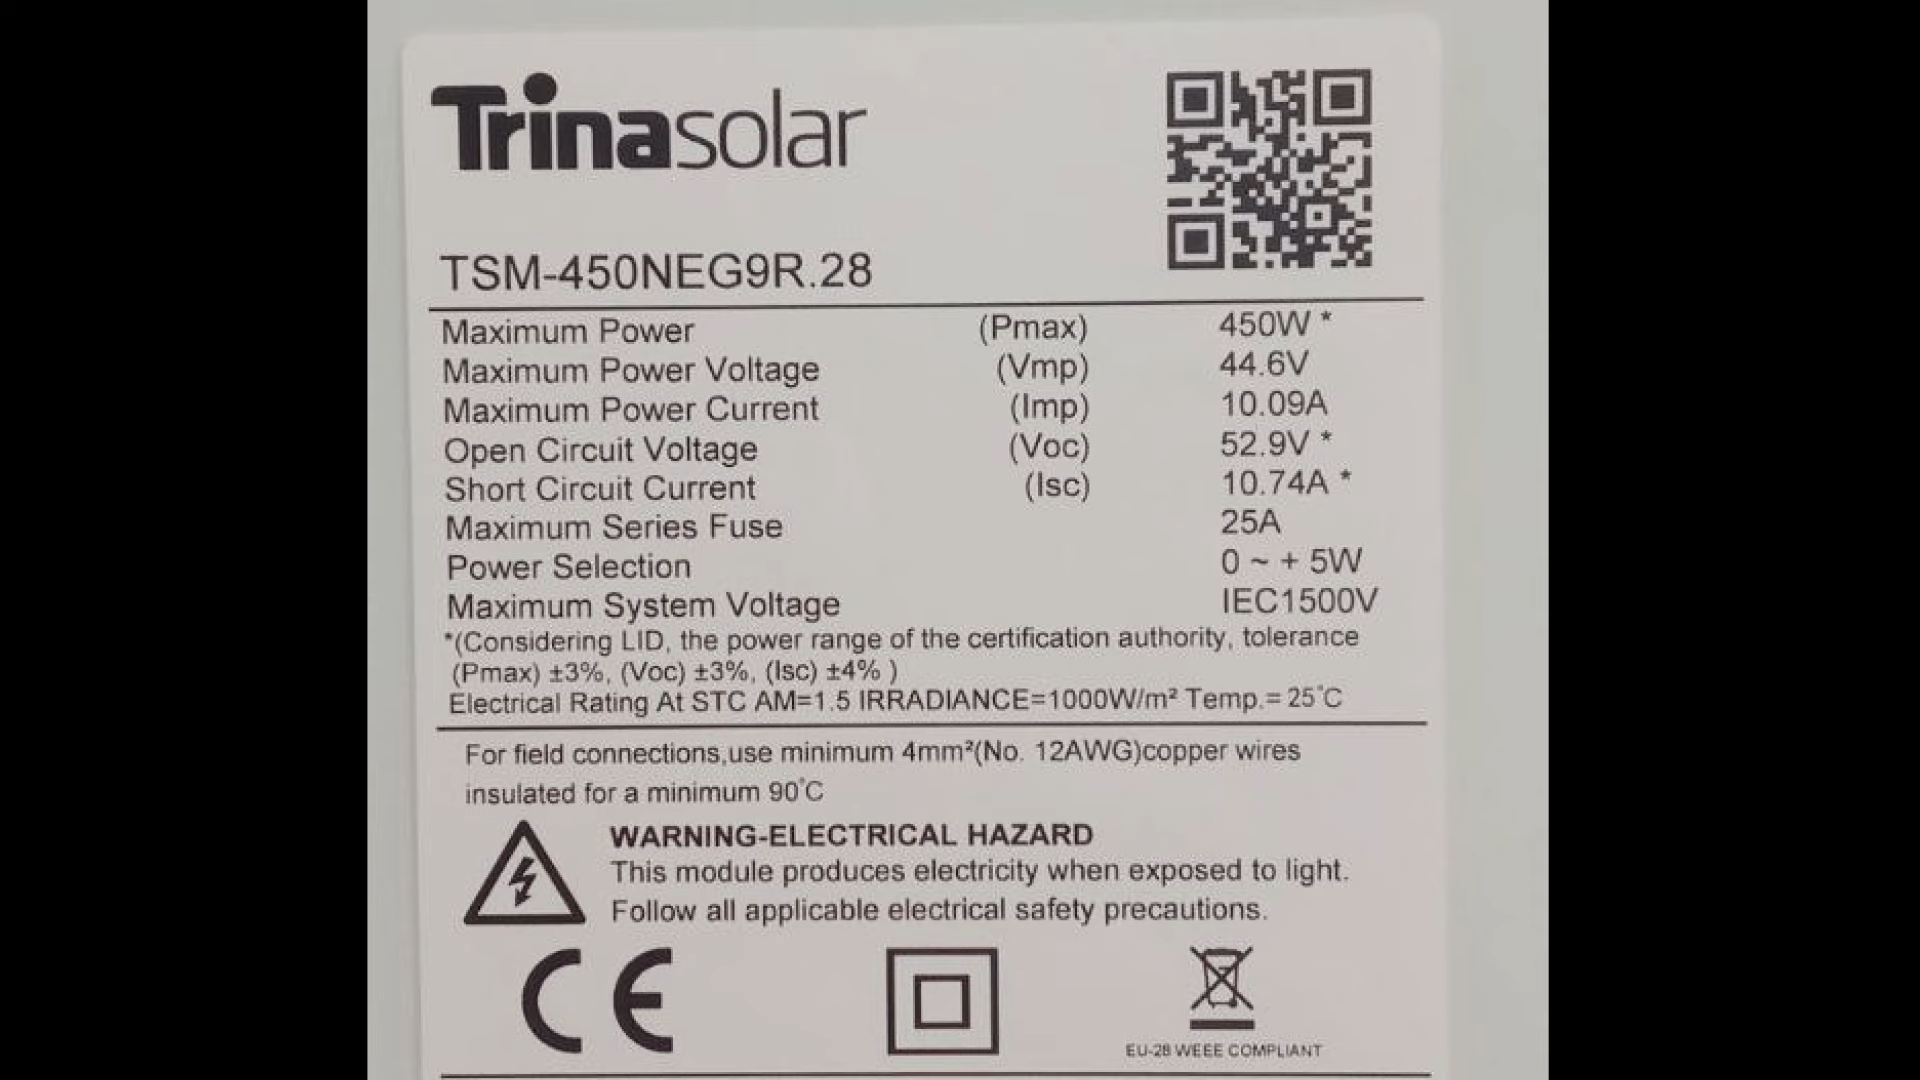 Trinasolar
TSM-450NEG9R.28
Maximum Power (Pmax) 450W *
Maximum Power Voltage (Vmp) 44.6V
Maximum Power Current (Imp) 10.09A
Open Circuit Voltage (Voc) 52.9V *
Short Circuit Current (Isc) 10.74A *
Maximum Series Fuse 25A
Power Selection 0 ~ + 5W
Maximum System Voltage IEC1500V
*(Considering LID, the power range of the certification authority, tolerance
(Pmax) ±3%, (Voc) ±3%, (Isc) ±4% )
Electrical Rating At STC AM=1.5 IRRADIANCE=1000W/m² Temp.= 25°C
For field connections,use minimum 4mm²(No. 12AWG)copper wires
insulated for a minimum 90°C
WARNING-ELECTRICAL HAZARD
This module produces electricity when exposed to light.
Follow all applicable electrical safety precautions.
CE
EU-28 WEEE COMPLIANT